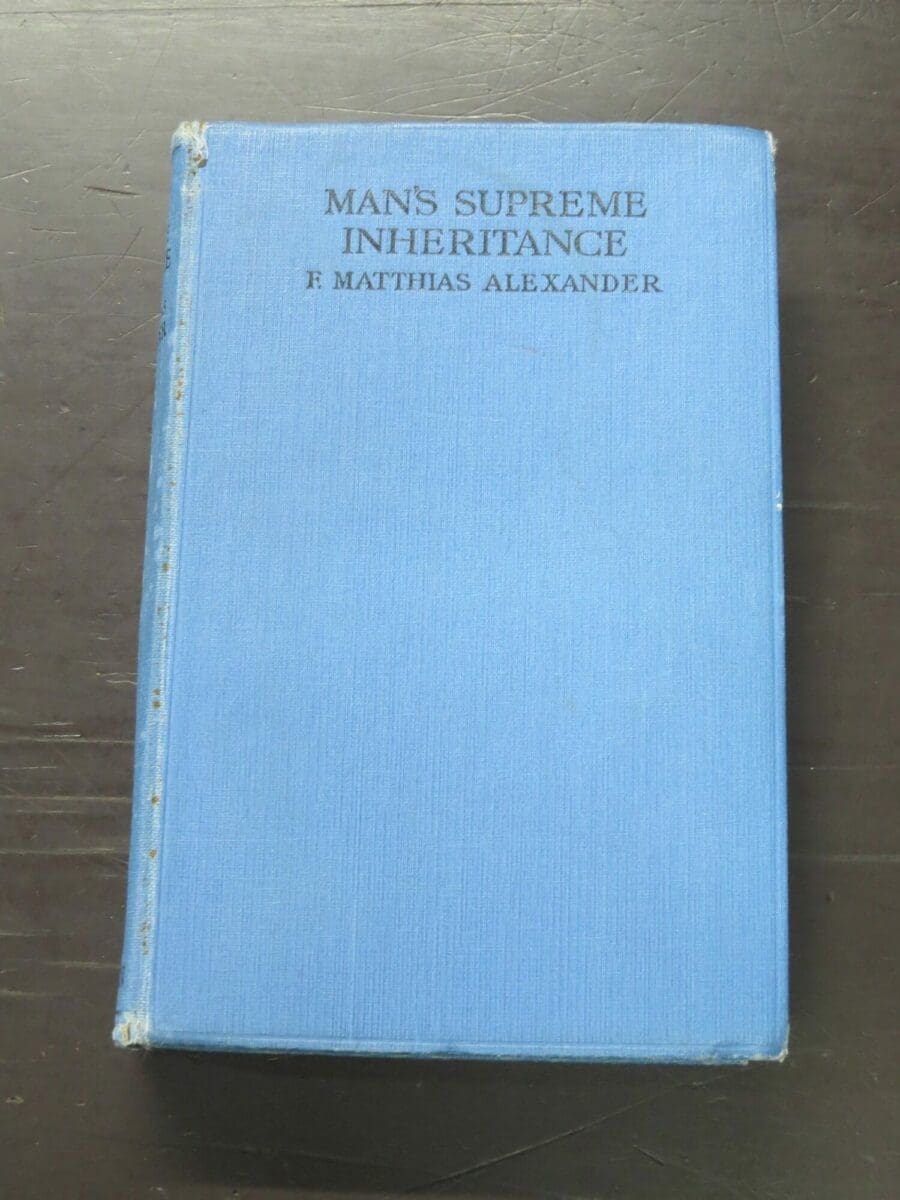 MAN'S SUPREME
INHERITANCE
F. MATTHIAS ALEXANDER